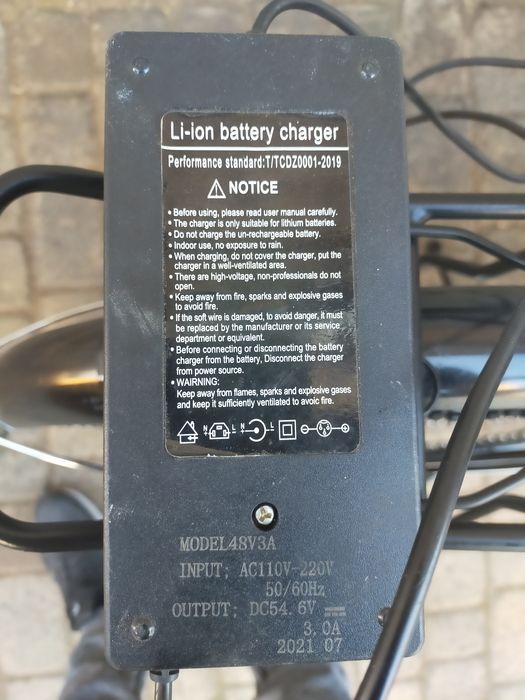 Li-ion battery charger
Performance standard:T/TCDZ0001-2019
NOTICE
• Before using, please read user manual carefully.
• The charger is only suitable for lithium batteries.
• Do not charge the un-rechargeable battery.
• Indoor use, no exposure to rain.
• When charging, do not cover the charger, put the
charger in a well-ventilated area.
• There are high-voltage, non-professionals do not
open.
• Keep away from fire, sparks and explosive gases
to avoid fire.
• If the soft wire is damaged, to avoid danger, it must
be replaced by the manufacturer or its service
department or equivalent.
• Before connecting or disconnecting the battery
charger from the battery, Disconnect the charger
from power source.
• WAIRNING:
Keep away from flames, sparks and explosive gases
and keep it sufficiently ventilated to avoid fire.
N L N L
MODEL48V3A
INPUT; AC110V-220V
50/60Hz
OUTPUT; DC54.6V
3.0A
2021 07